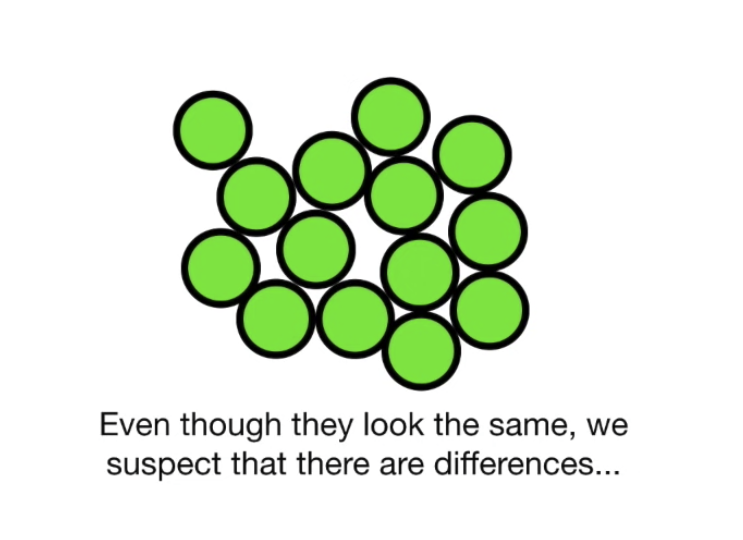 Even though they look the same, we
suspect that there are differences...